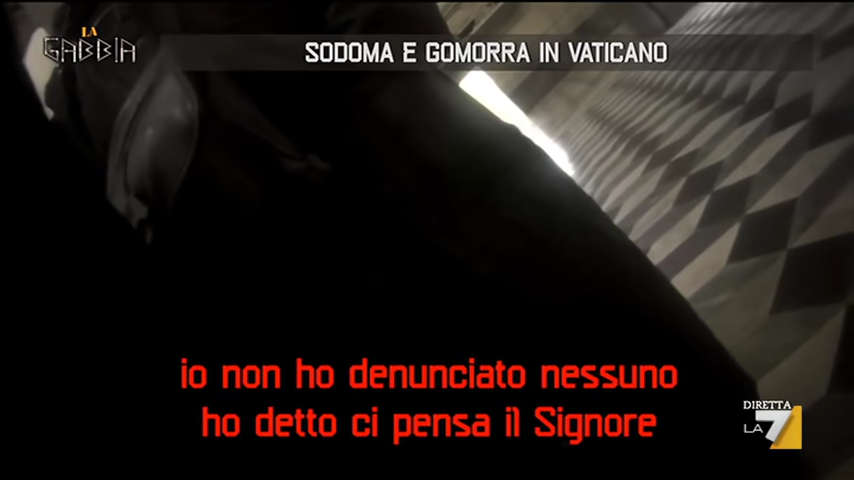 LA
GABBIA
SODOMA E GOMORRA IN VATICANO
io non ho denunciato nessuno
ho detto ci pensa il Signore
DIRETTA
LA 7